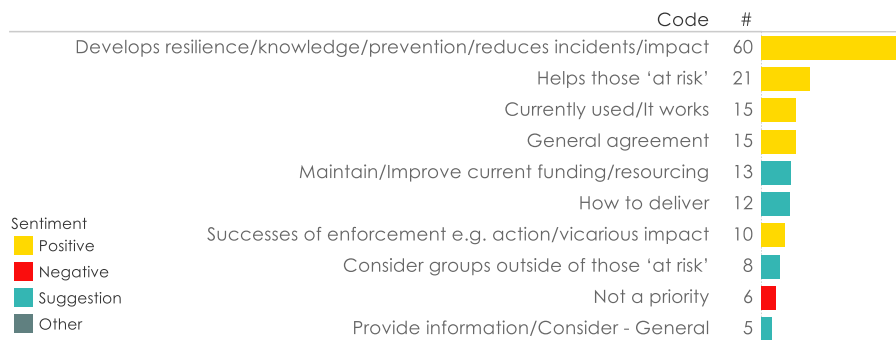 Code #
Develops resilience/knowledge/prevention/reduces incidents/impact 60
Helps those ‘at risk’ 21
Currently used/It works 15
General agreement 15
Maintain/Improve current funding/resourcing 13
How to deliver 12
Successes of enforcement e.g. action/vicarious impact 10
Consider groups outside of those ‘at risk’ 8
Not a priority 6
Provide information/Consider - General 5
Sentiment
Positive
Negative
Suggestion
Other